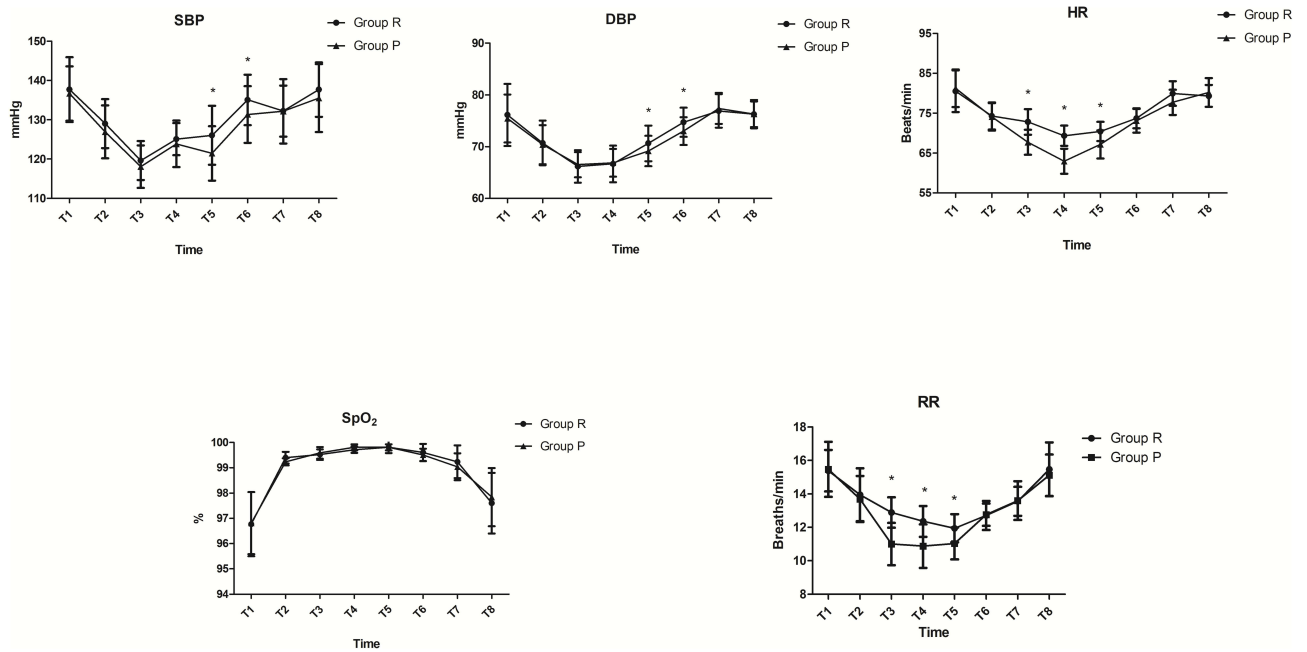 SBP
Group R
Group P
150
140
130
120
110
mmHg
T1 T2 T3 T4 T5 T6 T7 T8
* *
Time
DBP
Group R
Group P
90
80
70
60
mmHg
T1 T2 T3 T4 T5 T6 T7 T8
* *
Time
HR
Group R
Group P
95
85
75
65
55
Beats/min
T1 T2 T3 T4 T5 T6 T7 T8
* * *
Time
SpO2
Group R
Group P
100
99
98
97
96
95
94
%
T1 T2 T3 T4 T5 T6 T7 T8
Time
RR
Group R
Group P
18
16
14
12
10
8
Breaths/min
T1 T2 T3 T4 T5 T6 T7 T8
* * *
Time